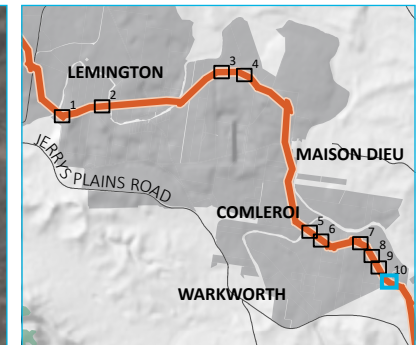 3
4
LEMINGTON
2
1
MAISON DIEU
JERRYS PLAINS ROAD
COMLEROI
5
6
7
8
9
10
WARKWORTH